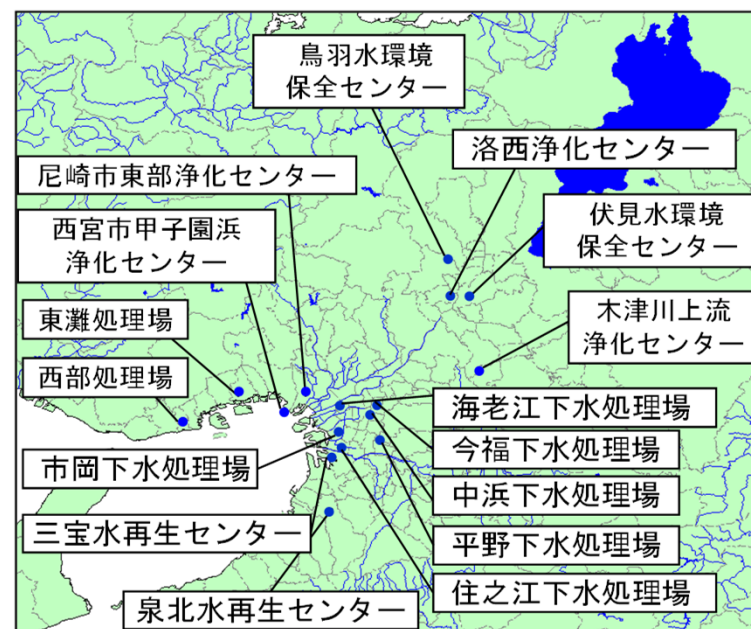 鳥羽水環境
保全センター
洛西浄化センター
尼崎市東部浄化センター
伏見水環境
保全センター
西宮市甲子園浜
浄化センター
木津川上流
浄化センター
東灘処理場
西部処理場
海老江下水処理場
今福下水処理場
市岡下水処理場
中浜下水処理場
三宝水再生センター
平野下水処理場
住之江下水処理場
泉北水再生センター